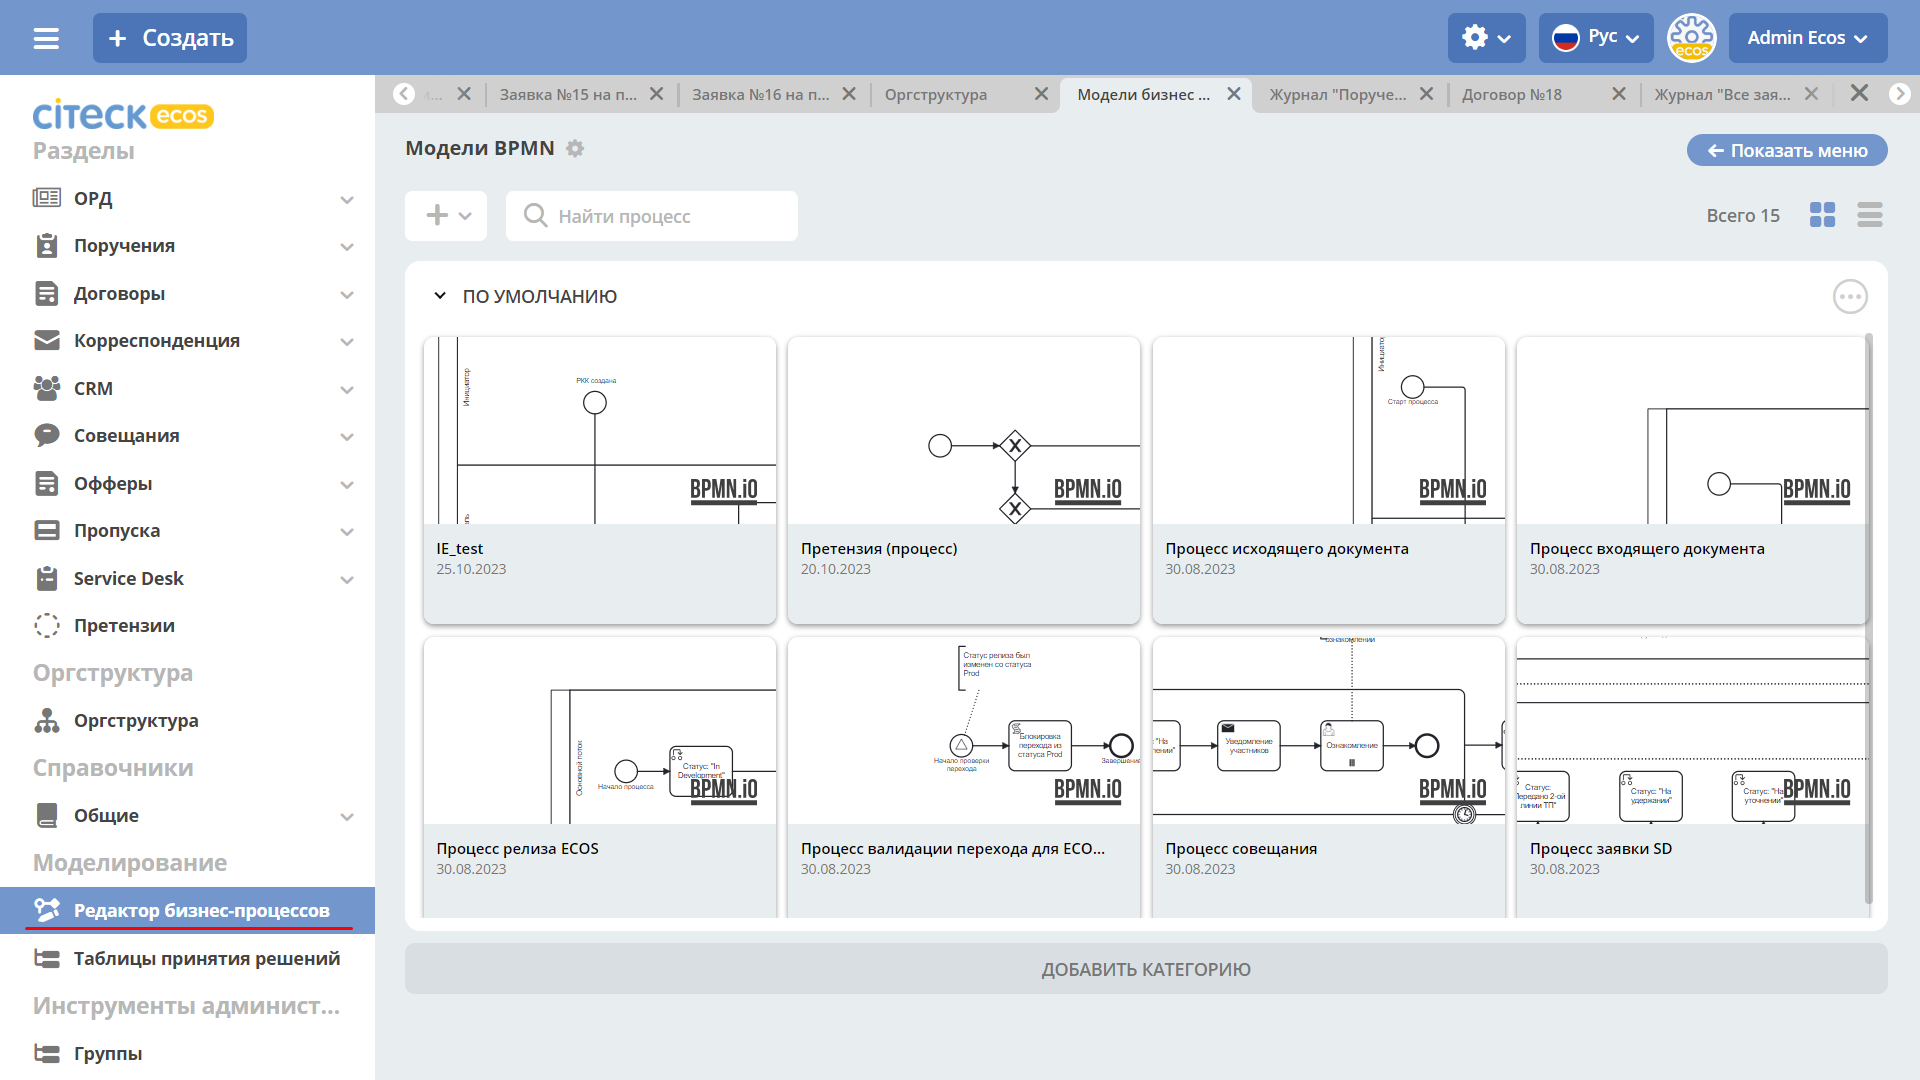 Создать
Рус
ecos
Admin Ecos
citeck ecos
Разделы
ОРД
Поручения
Договоры
Корреспонденция
CRM
Совещания
Офферы
Пропуска
Service Desk
Претензии
Оргструктура
Оргструктура
Справочники
Общие
Моделирование
Редактор бизнес-процессов
Таблицы принятия решений
Инструменты админист...
Группы
Заявка №15 на п...
Заявка №16 на п...
Оргструктура
Модели бизнес ...
Журнал "Поруче...
Договор №18
Журнал "Все зая...
Модели BPMN
Показать меню
Найти процесс
Всего 15
ПО УМОЛЧАНИЮ
Инициатор
РКК создана
BPMN.iO
IE_test
25.10.2023
BPMN.iO
Претензия (процесс)
20.10.2023
Инициатор
Старт процесса
BPMN.iO
Процесс исходящего документа
30.08.2023
BPMN.iO
Процесс входящего документа
30.08.2023
Основной поток
Начало процесса
Статус: "In
Development"
BPMN.iO
Процесс релиза ECOS
30.08.2023
Статус релиза был
изменен со статуса
Prod
Начало проверки
перехода
Блокировка
перехода из
статуса Prod
Завершение
BPMN.iO
Процесс валидации перехода для ECO...
30.08.2023
ознакомлении
"На
Уведомление
участников
Ознакомление
BPMN.iO
Процесс совещания
30.08.2023
Статус:
Передано 2-ой
линии ТП"
Статус: "На
удержании"
Статус: "На
уточнении"
BPMN.iO
Процесс заявки SD
30.08.2023
ДОБАВИТЬ КАТЕГОРИЮ